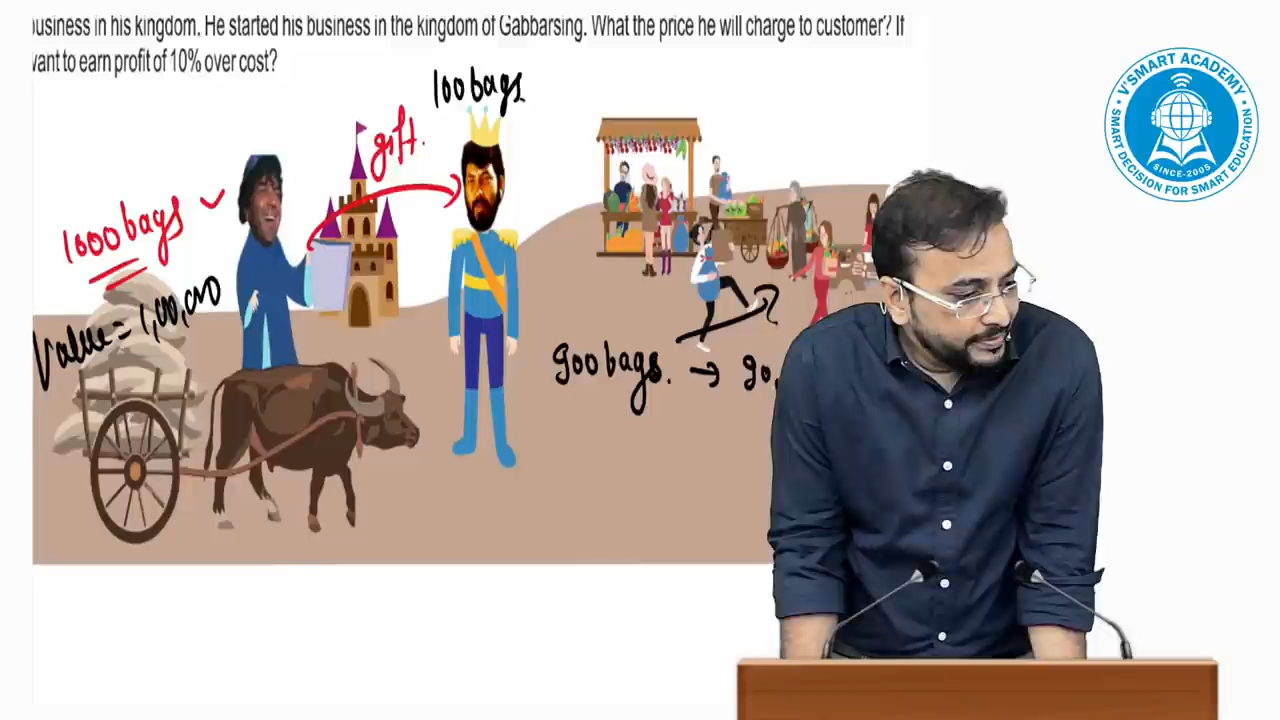 business in his kingdom. He started his business in the kingdom of Gabbarsing. What the price he will charge to customer? If
want to earn profit of 10% over cost?
100 bags
gift.
1000 bags
Value = 1,00,000
900 bags. → 90,
V'SMART ACADEMY
SINCE-2005
SMART DECISION FOR SMART EDUCATION